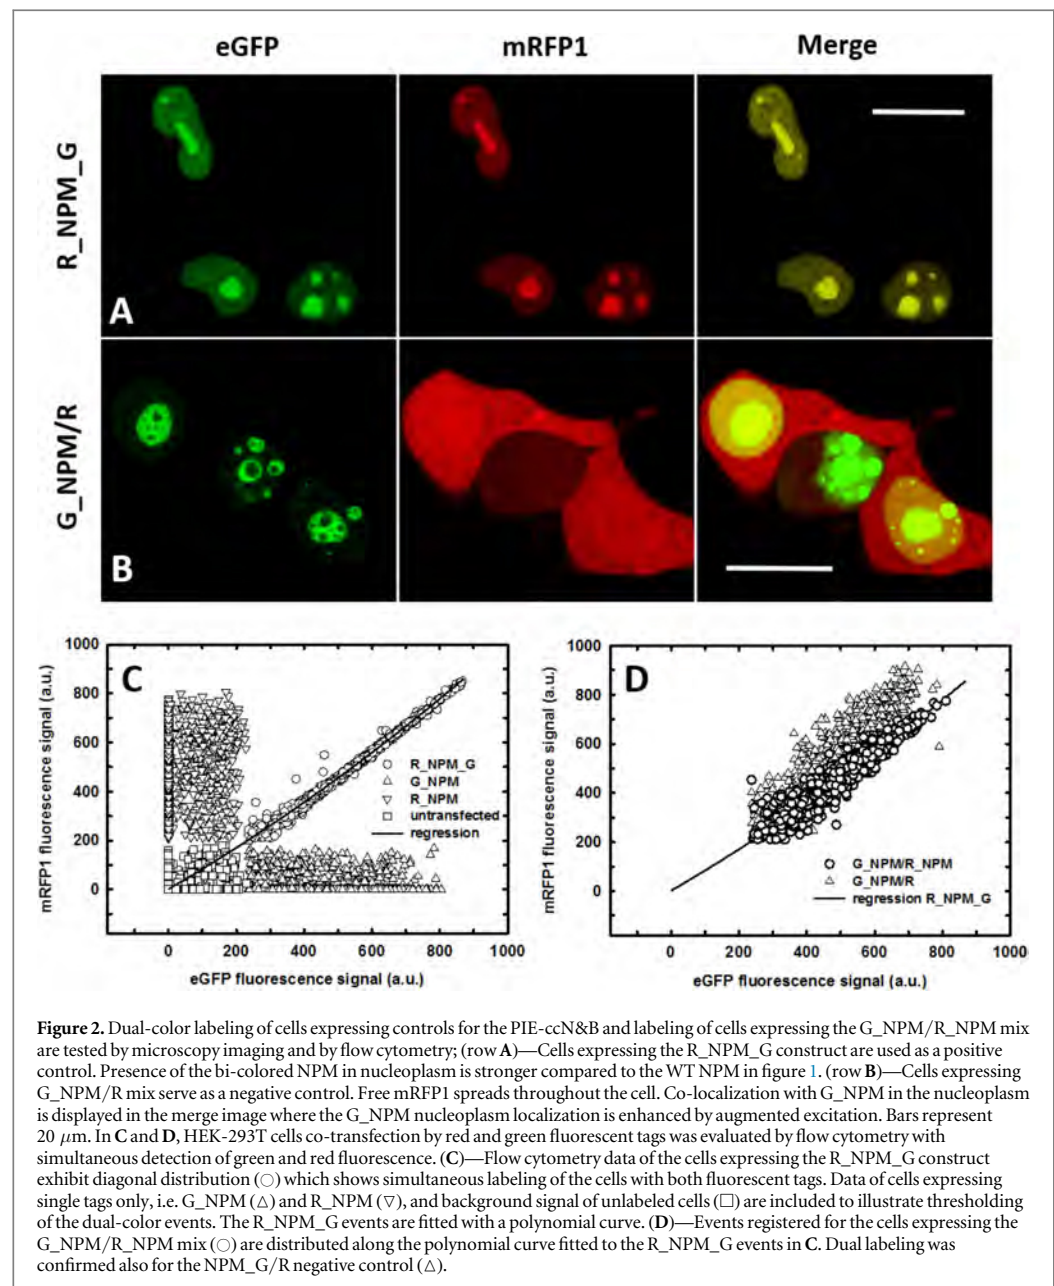 eGFP mRFP1 Merge
R_NPM_G
A
G_NPM/R
B
C
1000
800
600
400
200
0
mRFP1 fluorescence signal (a.u.)
R_NPM_G
G_NPM
R_NPM
untransfected
regression
0 200 400 600 800 1000
eGFP fluorescence signal (a.u.)
D
1000
800
600
400
200
0
mRFP1 fluorescence signal (a.u.)
G_NPM/R_NPM
G_NPM/R
regression R_NPM_G
0 200 400 600 800 1000
eGFP fluorescence signal (a.u.)
Figure 2. Dual-color labeling of cells expressing controls for the PIE-ccN&B and labeling of cells expressing the G_NPM/R_NPM mix
are tested by microscopy imaging and by flow cytometry; (row A)—Cells expressing the R_NPM_G construct are used as a positive
control. Presence of the bi-colored NPM in nucleoplasm is stronger compared to the WT NPM in figure 1. (row B)—Cells expressing
G_NPM/R mix serve as a negative control. Free mRFP1 spreads throughout the cell. Co-localization with G_NPM in the nucleoplasm
is displayed in the merge image where the G_NPM nucleoplasm localization is enhanced by augmented excitation. Bars represent
20 μm. In C and D, HEK-293T cells co-transfection by red and green fluorescent tags was evaluated by flow cytometry with
simultaneous detection of green and red fluorescence. (C)—Flow cytometry data of the cells expressing the R_NPM_G construct
exhibit diagonal distribution (○) which shows simultaneous labeling of the cells with both fluorescent tags. Data of cells expressing
single tags only, i.e. G_NPM (△) and R_NPM (▽), and background signal of unlabeled cells (□) are included to illustrate thresholding
of the dual-color events. The R_NPM_G events are fitted with a polynomial curve. (D)—Events registered for the cells expressing the
G_NPM/R_NPM mix (○) are distributed along the polynomial curve fitted to the R_NPM_G events in C. Dual labeling was
confirmed also for the NPM_G/R negative control (△).